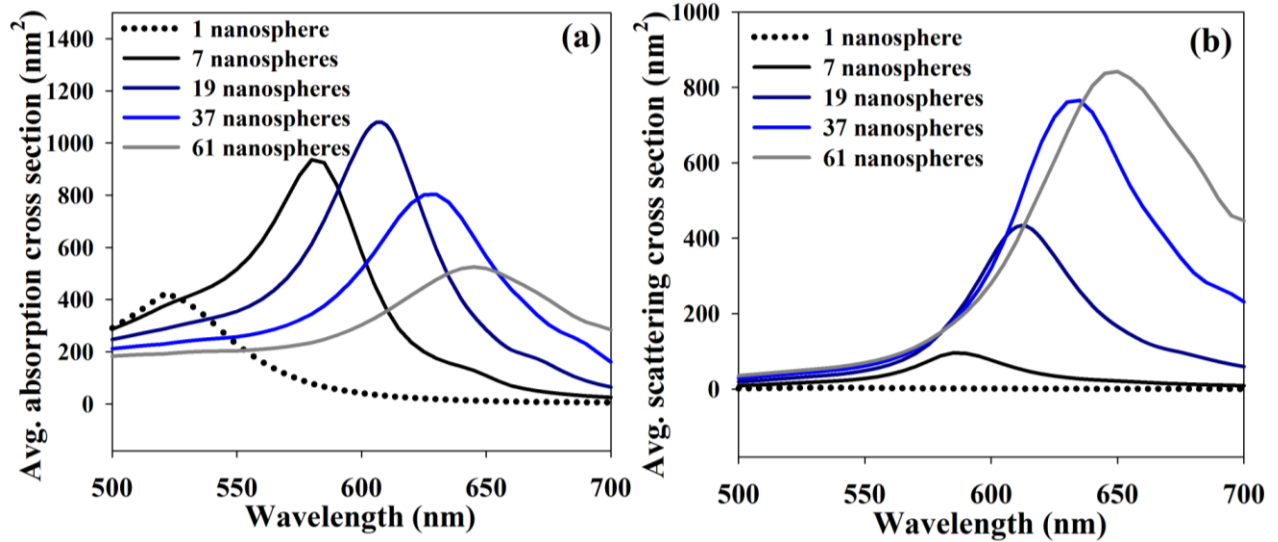 Avg. absorption cross section (nm²)
1400
1200
1000
800
600
400
200
0
1 nanosphere
7 nanospheres
19 nanospheres
37 nanospheres
61 nanospheres
(a)
500
550
600
650
700
Wavelength (nm)
Avg. scattering cross section (nm²)
1000
800
600
400
200
0
1 nanosphere
7 nanospheres
19 nanospheres
37 nanospheres
61 nanospheres
(b)
500
550
600
650
700
Wavelength (nm)